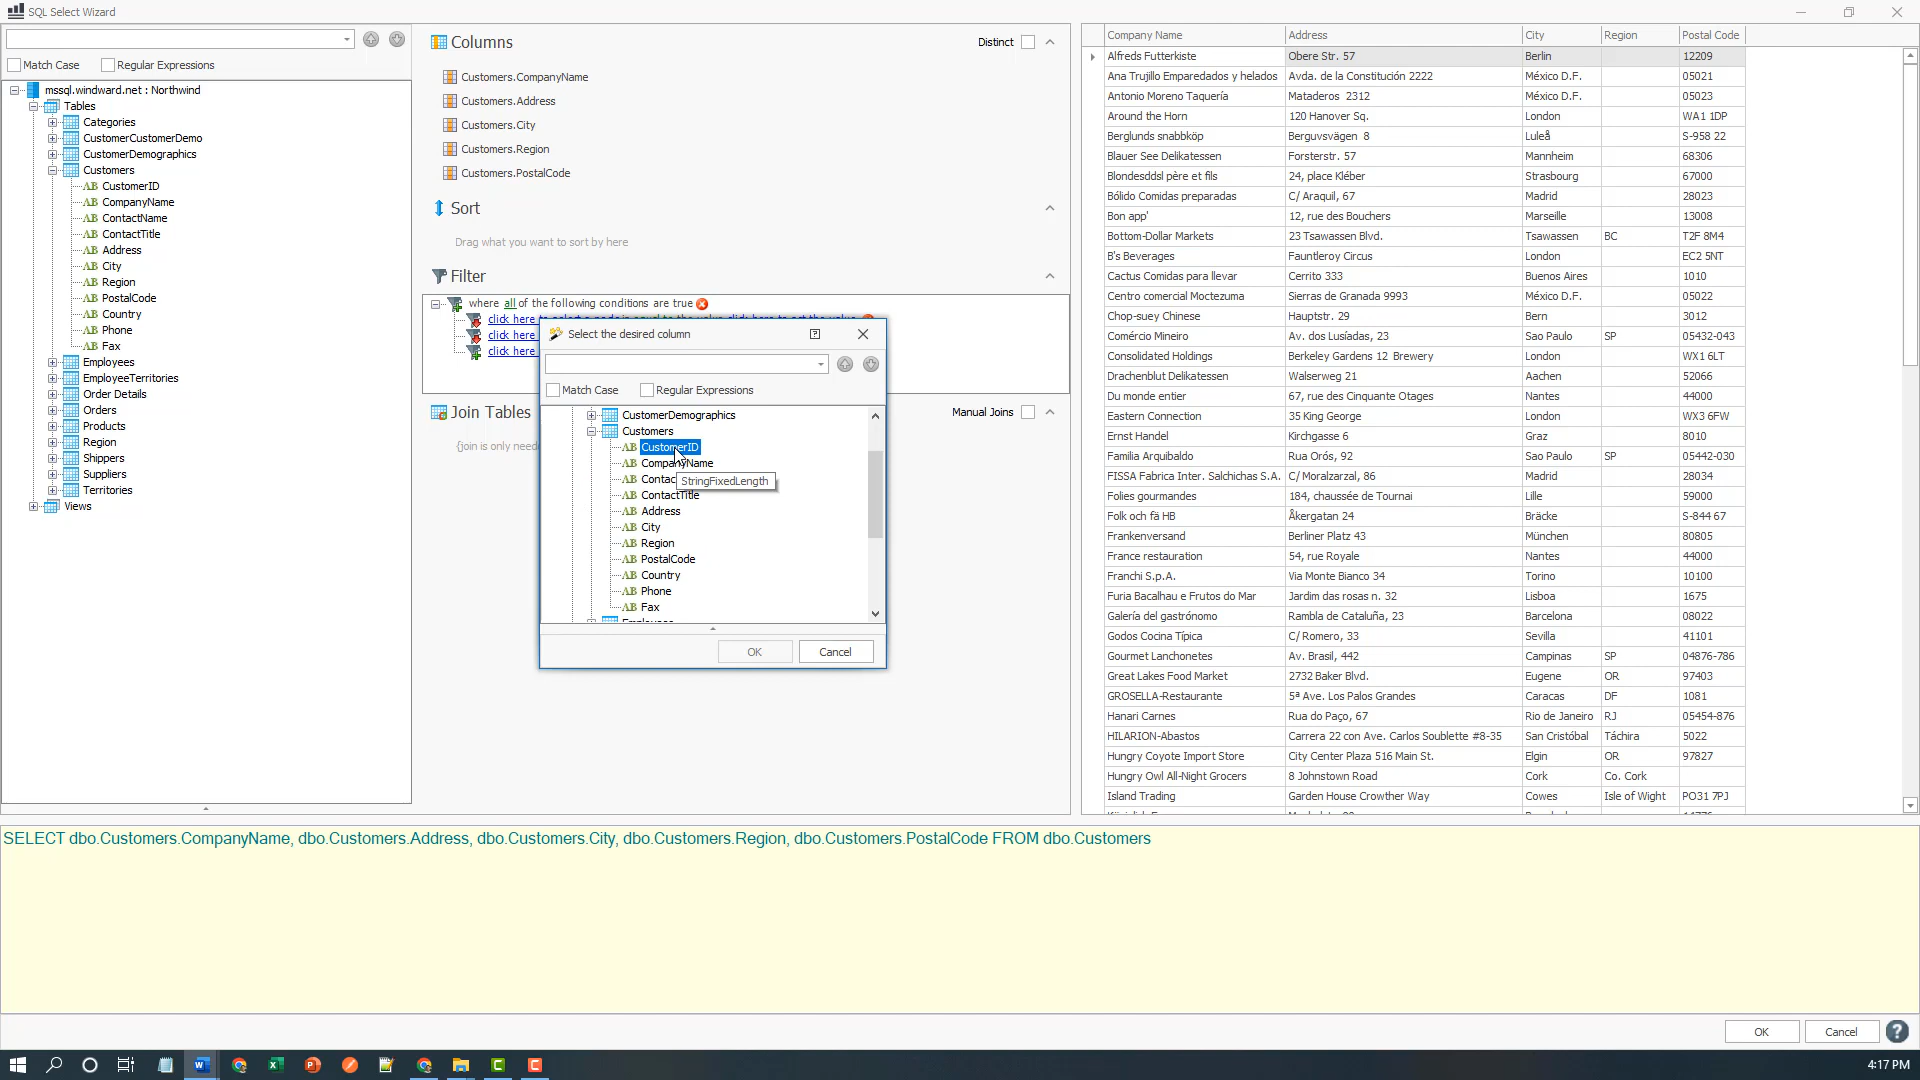 SQL Select Wizard
Match Case
Regular Expressions
mssql.windward.net : Northwind
Tables
Categories
CustomerCustomerDemo
CustomerDemographics
Customers
AB CustomerID
AB CompanyName
AB ContactName
AB ContactTitle
AB Address
AB City
AB Region
AB PostalCode
AB Country
AB Phone
AB Fax
Employees
EmployeeTerritories
Order Details
Orders
Products
Region
Shippers
Suppliers
Territories
Views
Columns
Distinct
Customers.CompanyName
Customers.Address
Customers.City
Customers.Region
Customers.PostalCode
Sort
Drag what you want to sort by here
Filter
where all of the following conditions are true
click here
click here
click here
Join Tables
Manual Joins
Select the desired column
Match Case
Regular Expressions
CustomerDemographics
Customers
AB CustomerID
AB CompanyName
AB Contac
StringFixedLength
AB ContactTitle
AB Address
AB City
AB Region
AB PostalCode
AB Country
AB Phone
AB Fax
OK
Cancel
Company Name Address City Region Postal Code
Alfreds Futterkiste Obere Str. 57 Berlin 12209
Ana Trujillo Emparedados y helados Avda. de la Constitución 2222 México D.F. 05021
Antonio Moreno Taquería Mataderos 2312 México D.F. 05023
Around the Horn 120 Hanover Sq. London WA1 1DP
Berglunds snabbköp Berguvsvägen 8 Luleå S-958 22
Blauer See Delikatessen Forsterstr. 57 Mannheim 68306
Blondesddsl père et fils 24, place Kléber Strasbourg 67000
Bólido Comidas preparadas C/ Araquil, 67 Madrid 28023
Bon app' 12, rue des Bouchers Marseille 13008
Bottom-Dollar Markets 23 Tsawassen Blvd. Tsawassen BC T2F 8M4
B's Beverages Fauntleroy Circus London EC2 5NT
Cactus Comidas para llevar Cerrito 333 Buenos Aires 1010
Centro comercial Moctezuma Sierras de Granada 9993 México D.F. 05022
Chop-suey Chinese Hauptstr. 29 Bern 3012
Comércio Mineiro Av. dos Lusíadas, 23 Sao Paulo SP 05432-043
Consolidated Holdings Berkeley Gardens 12 Brewery London WX1 6LT
Drachenblut Delikatessen Walserweg 21 Aachen 52066
Du monde entier 67, rue des Cinquante Otages Nantes 44000
Eastern Connection 35 King George London WX3 6FW
Ernst Handel Kirchgasse 6 Graz 8010
Familia Arquibaldo Rua Orós, 92 Sao Paulo SP 05442-030
FISSA Fabrica Inter. Salchichas S.A. C/ Moralzarzal, 86 Madrid 28034
Folies gourmandes 184, chaussée de Tournai Lille 59000
Folk och fä HB Åkergatan 24 Bräcke S-844 67
Frankenversand Berliner Platz 43 München 80805
France restauration 54, rue Royale Nantes 44000
Franchi S.p.A. Via Monte Bianco 34 Torino 10100
Furia Bacalhau e Frutos do Mar Jardim das rosas n. 32 Lisboa 1675
Galería del gastrónomo Rambla de Cataluña, 23 Barcelona 08022
Godos Cocina Típica C/ Romero, 33 Sevilla 41101
Gourmet Lanchonetes Av. Brasil, 442 Campinas SP 04876-786
Great Lakes Food Market 2732 Baker Blvd. Eugene OR 97403
GROSELLA-Restaurante 5ª Ave. Los Palos Grandes Caracas DF 1081
Hanari Carnes Rua do Paço, 67 Rio de Janeiro RJ 05454-876
HILARION-Abastos Carrera 22 con Ave. Carlos Soublette #8-35 San Cristóbal Táchira 5022
Hungry Coyote Import Store City Center Plaza 516 Main St. Elgin OR 97827
Hungry Owl All-Night Grocers 8 Johnstown Road Cork Co. Cork
Island Trading Garden House Crowther Way Cowes Isle of Wight PO31 7PJ
SELECT dbo.Customers.CompanyName, dbo.Customers.Address, dbo.Customers.City, dbo.Customers.Region, dbo.Customers.PostalCode FROM dbo.Customers
OK
Cancel
4:17 PM